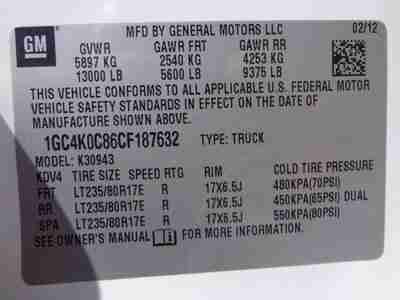 GM
MFD BY GENERAL MOTORS LLC 02/12
GVWR GAWR FRT GAWR RR
5897 KG 2540 KG 4253 KG
13000 LB 5600 LB 9375 LB
THIS VEHICLE CONFORMS TO ALL APPLICABLE U.S. FEDERAL MOTOR
VEHICLE SAFETY STANDARDS IN EFFECT ON THE DATE OF
MANUFACTURE SHOWN ABOVE.
1GC4K0C86CF187632 TYPE: TRUCK
MODEL: K30943
KDV4 TIRE SIZE SPEED RTG RIM COLD TIRE PRESSURE
FRT LT235/80R17E R 17X6.5J 480KPA(70PSI)
RR LT235/80R17E R 17X6.5J 450KPA(65PSI) DUAL
SPA LT235/80R17E R 17X6.5J 550KPA(80PSI)
SEE OWNER'S MANUAL FOR MORE INFORMATION.